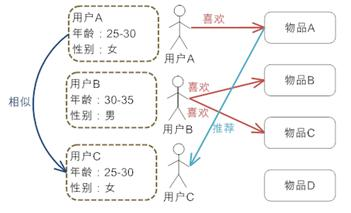 用户A
年龄：25-30
性别：女
用户A
喜欢
物品A
用户B
年龄：30-35
性别：男
用户B
喜欢
喜欢
物品B
相似
推荐
物品C
用户C
年龄：25-30
性别：女
用户C
物品D